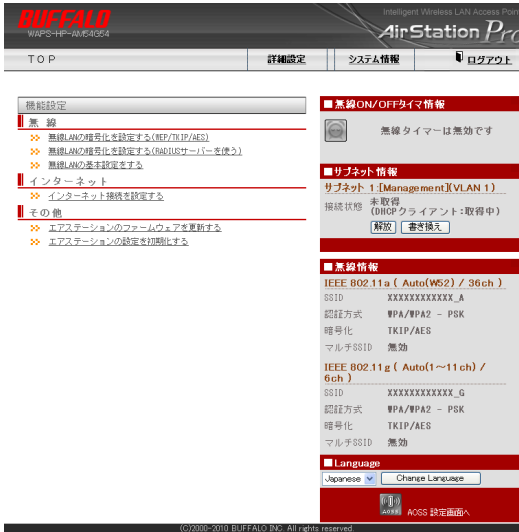 BUFFALO
WAPS-HP-AM54G54
Intelligent Wireless LAN Access Poin
AirStation Pro
TOP
詳細設定
システム情報
ログアウト
機能設定
無 線
無線LANの暗号化を設定する(WEP/TKIP/AES)
無線LANの暗号化を設定する(RADIUSサーバーを使う)
無線LANの基本設定をする
インターネット
インターネット接続を設定する
その他
エアステーションのファームウェアを更新する
エアステーションの設定を初期化する
■無線ON/OFFタイマ情報
無線タイマーは無効です
■サブネット情報
サブネット 1:[Management](VLAN 1)
接続状態 未取得
(DHCPクライアント:取得中)
解放 書き換え
■無線情報
IEEE 802.11a ( Auto(W52) / 36ch )
SSID XXXXXXXXXXXX_A
認証方式 WPA/WPA2 - PSK
暗号化 TKIP/AES
マルチSSID 無効
IEEE 802.11g ( Auto(1～11ch) /
6ch )
SSID XXXXXXXXXXXX_G
認証方式 WPA/WPA2 - PSK
暗号化 TKIP/AES
マルチSSID 無効
■Language
Japanese Change Language
AOSS AOSS 設定画面へ
(C)2000-2010 BUFFALO INC. All rights reserved.